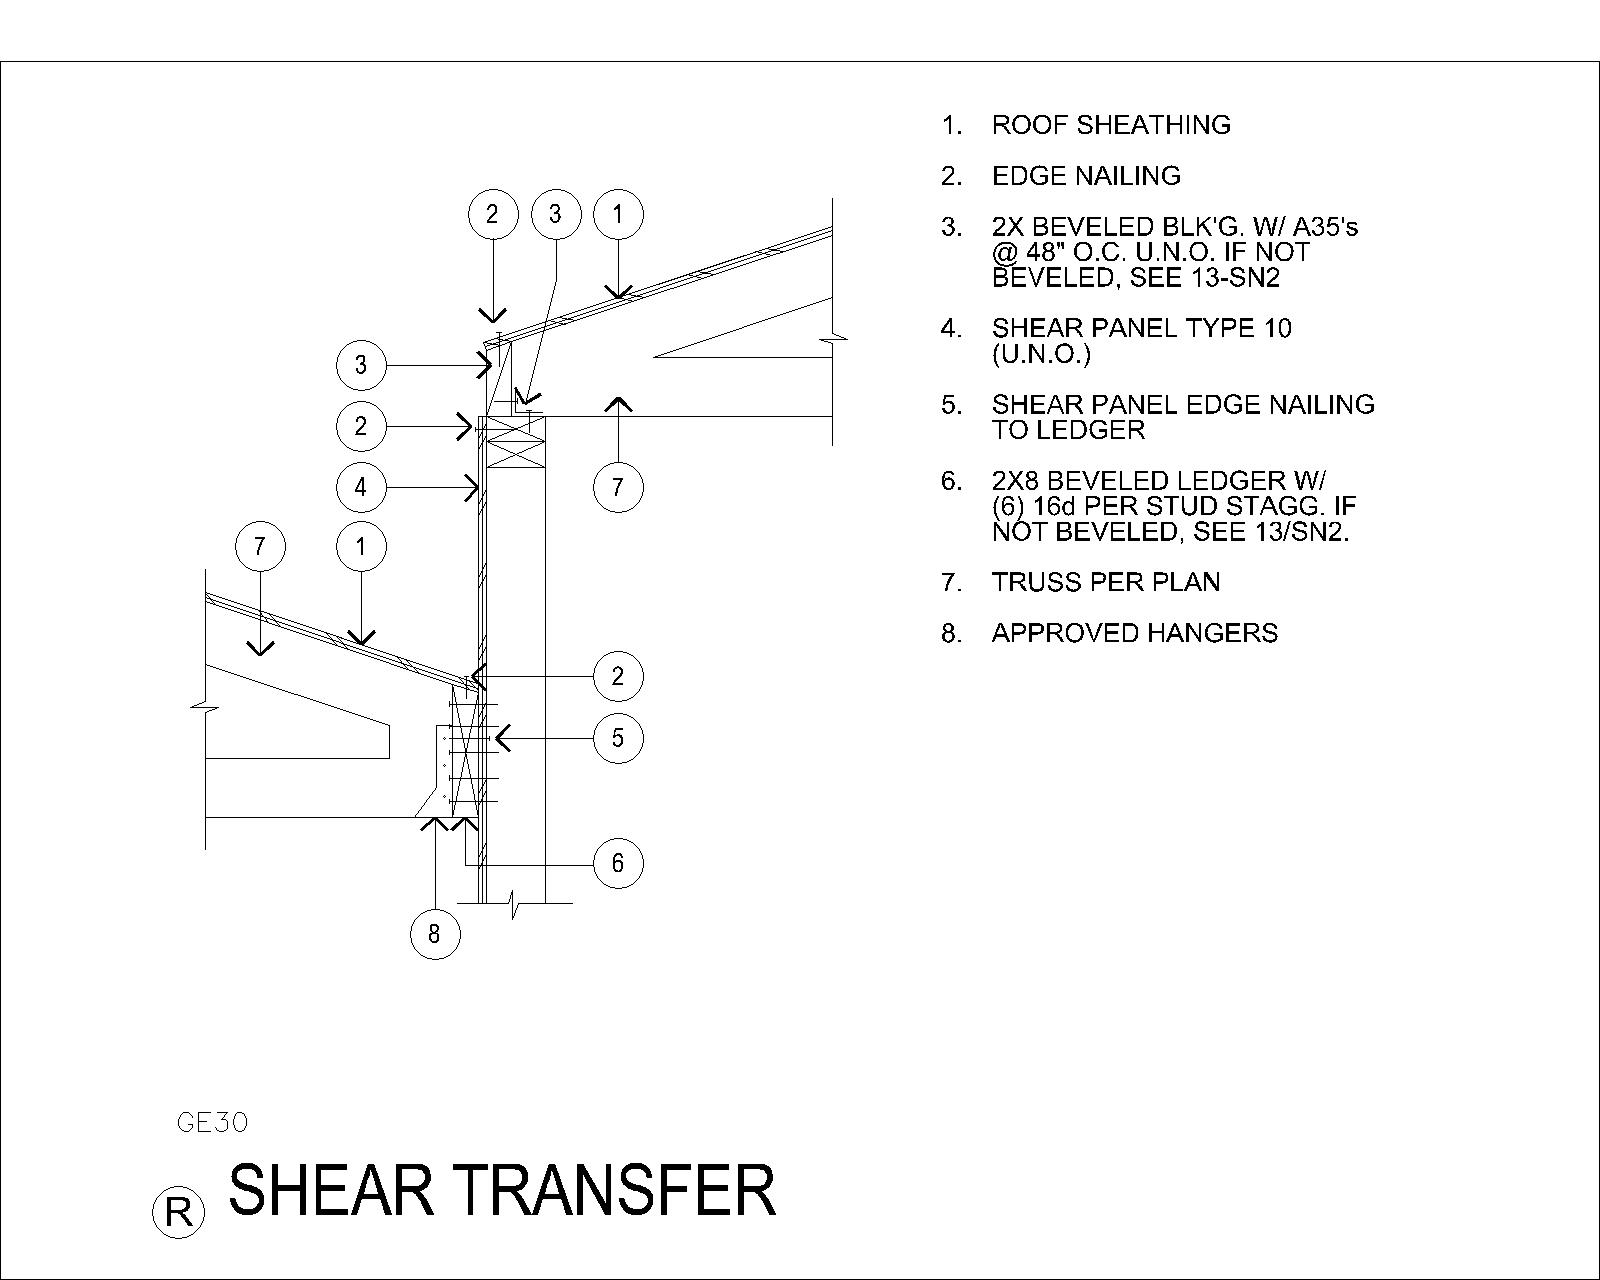 1. ROOF SHEATHING
2. EDGE NAILING
3. 2X BEVELED BLK'G. W/ A35's
@ 48" O.C. U.N.O. IF NOT
BEVELED, SEE 13-SN2
4. SHEAR PANEL TYPE 10
(U.N.O.)
5. SHEAR PANEL EDGE NAILING
TO LEDGER
6. 2X8 BEVELED LEDGER W/
(6) 16d PER STUD STAGG. IF
NOT BEVELED, SEE 13/SN2.
7. TRUSS PER PLAN
8. APPROVED HANGERS
2 3 1
3
2
4
7
7 1
2
5
6
8
GE30
R SHEAR TRANSFER